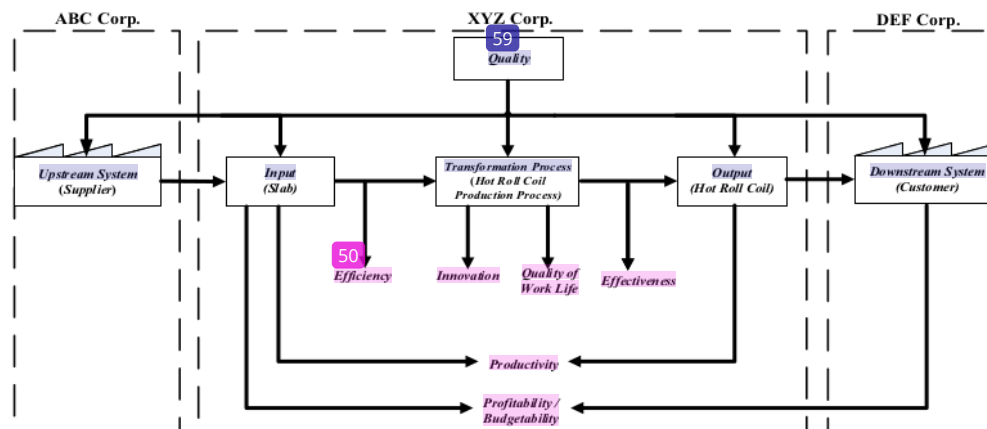 ABC Corp.
XYZ Corp.
DEF Corp.
59
Quality
Upstream System
(Supplier)
Input
(Slab)
Transformation Process
(Hot Roll Coil
Production Process)
Output
(Hot Roll Coil)
Downstream System
(Customer)
50
Efficiency
Innovation
Quality of
Work Life
Effectiveness
Productivity
Profitability /
Budgetability